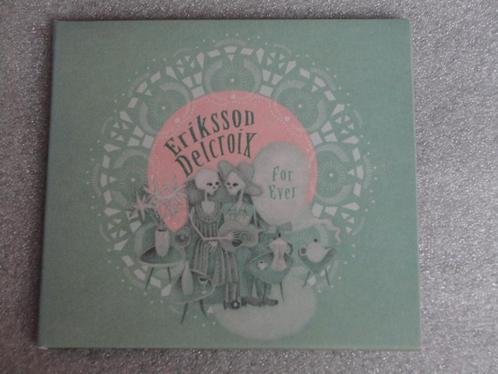 Eriksson
Delcroix
For
Ever